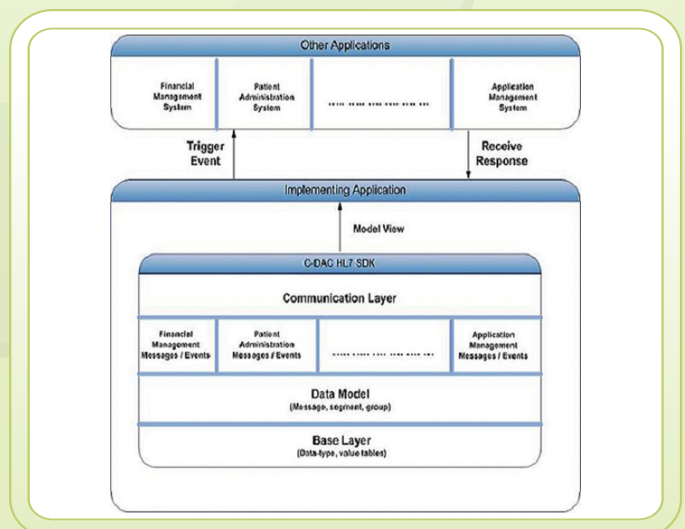 Other Applications
Financial
Management
System
Patient
Administration
System
Application
Management
System
Trigger
Event
Receive
Response
Implementing Application
Model View
C-DAC HL7 SDK
Communication Layer
Financial
Management
Messages / Events
Patient
Administration
Messages / Events
Application
Management
Messages / Events
Data Model
(Message, segment, group)
Base Layer
(Data-type, value tables)